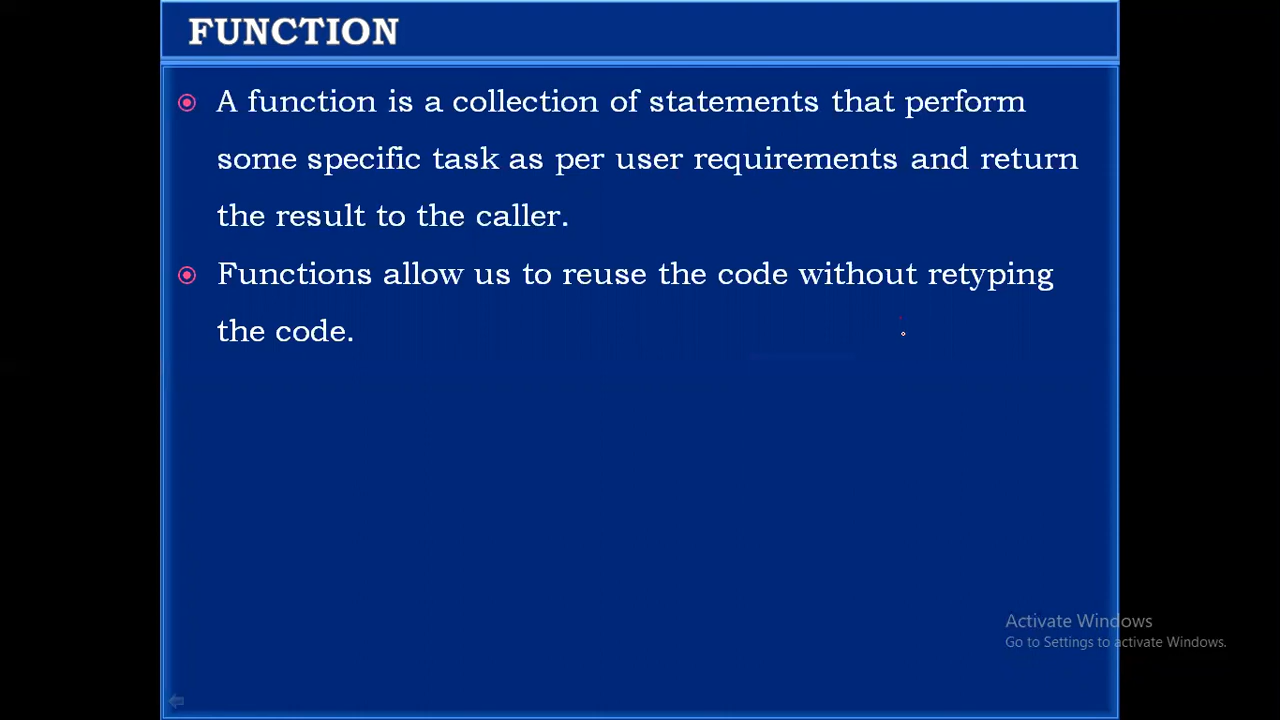 FUNCTION
A function is a collection of statements that perform
some specific task as per user requirements and return
the result to the caller.
Functions allow us to reuse the code without retyping
the code.
Activate Windows
Go to Settings to activate Windows.